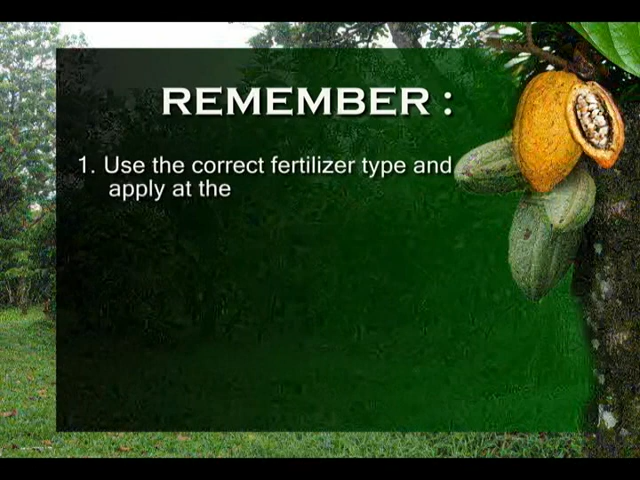 REMEMBER :
1. Use the correct fertilizer type and
apply at the